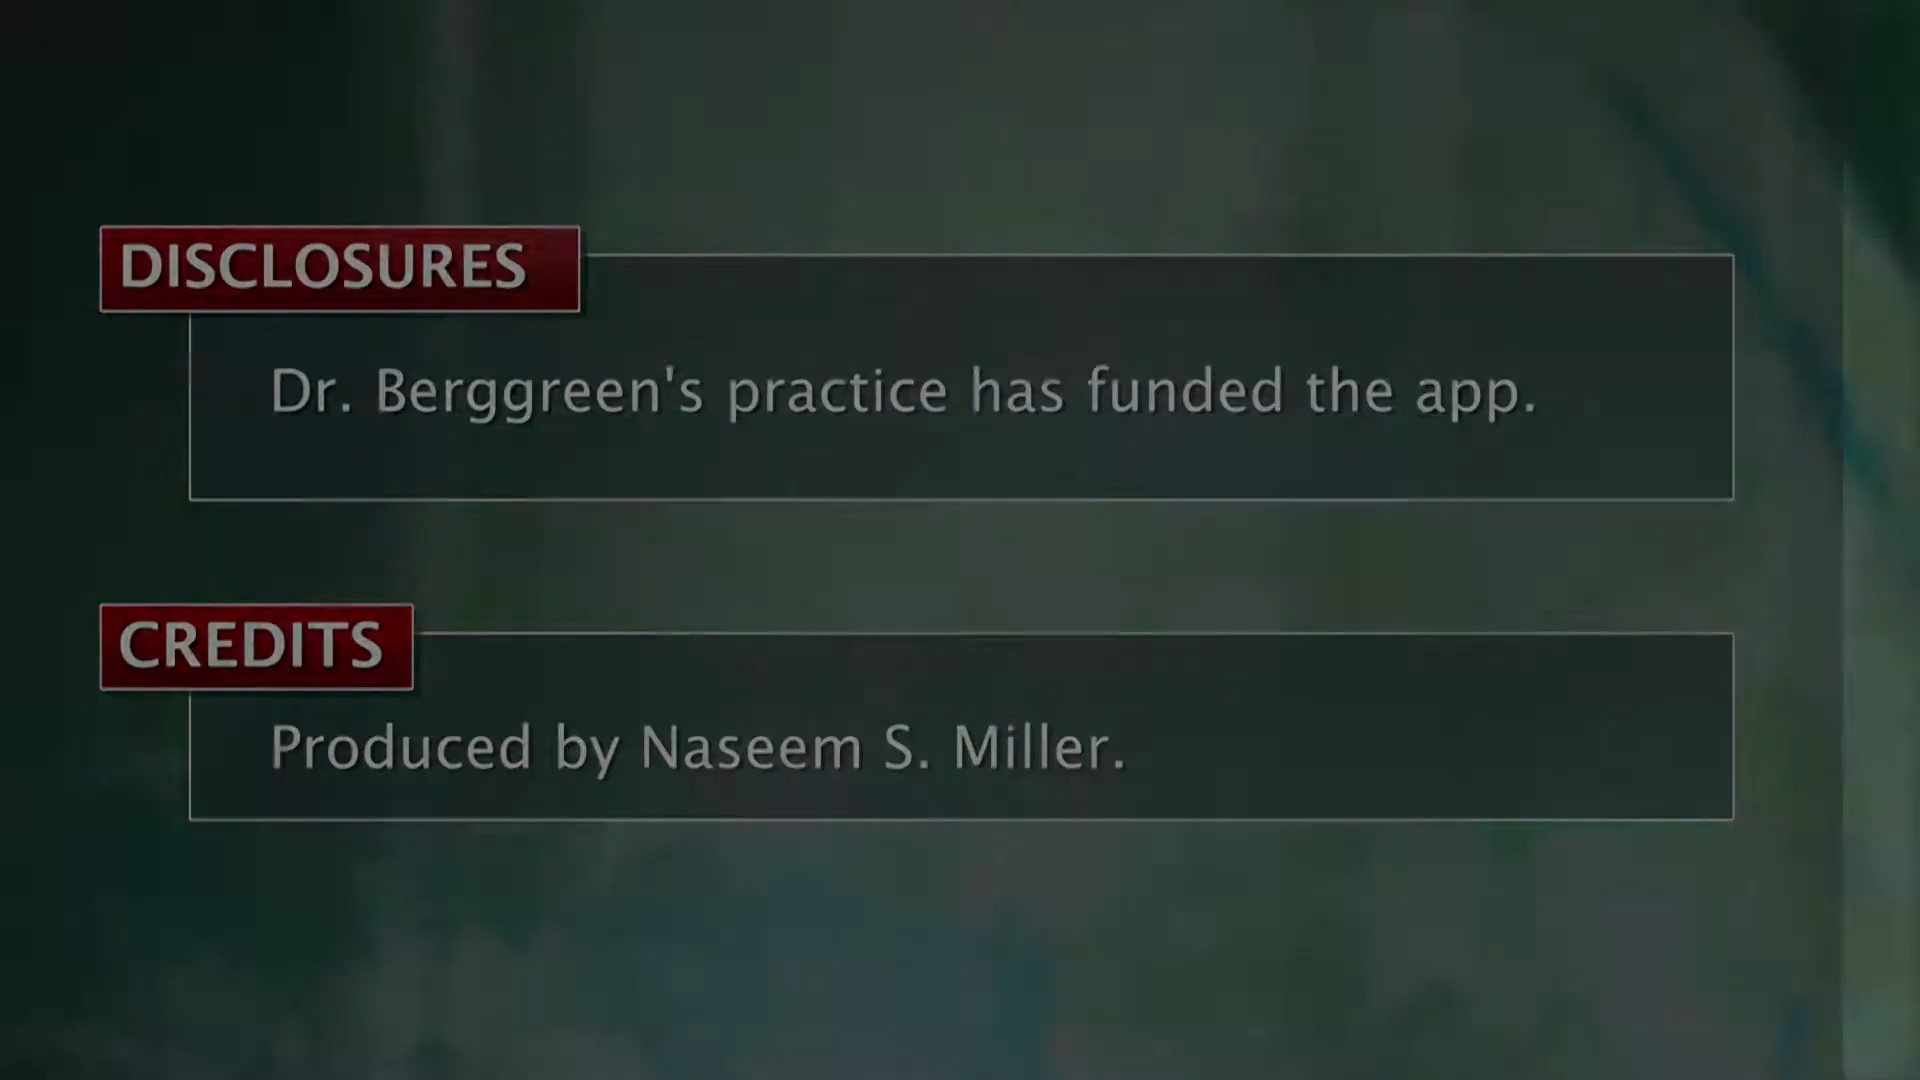 DISCLOSURES
Dr. Berggreen's practice has funded the app.
CREDITS
Produced by Naseem S. Miller.